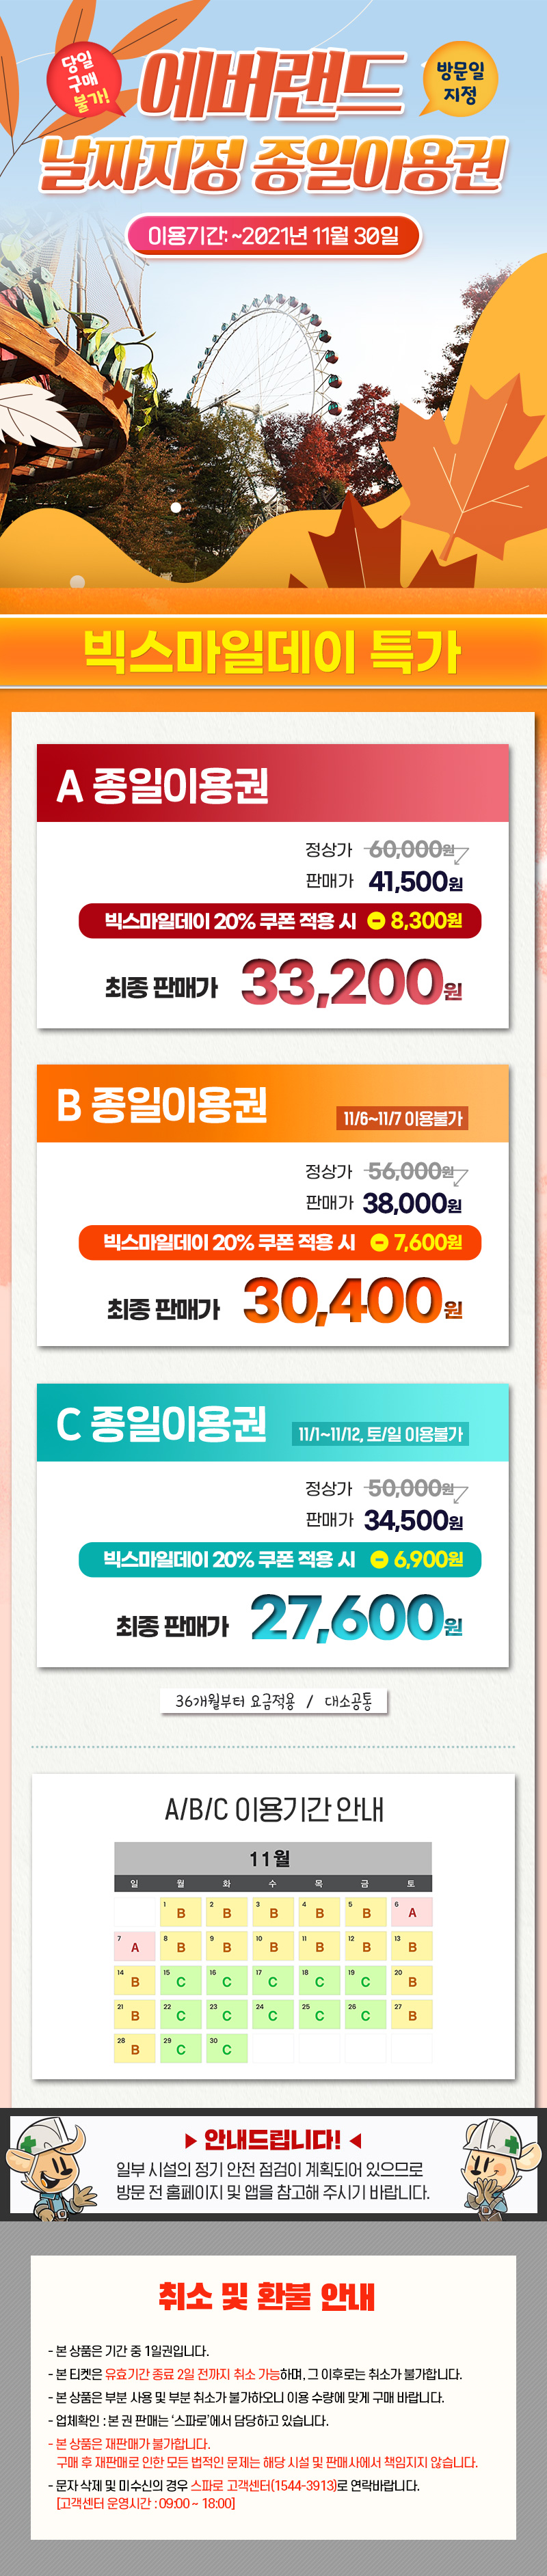 당일
구매
불가!
에버랜드
방문일
지정
날짜지정 종일이용권
이용기간: ~2021년 11월 30일
빅스마일데이 특가
A 종일이용권
정상가 60,000원
판매가 41,500원
빅스마일데이 20% 쿠폰 적용 시 - 8,300원
최종 판매가 33,200원
B 종일이용권 11/6~11/7 이용불가
정상가 56,000원
판매가 38,000원
빅스마일데이 20% 쿠폰 적용 시 - 7,600원
최종 판매가 30,400원
C 종일이용권 11/1~11/12, 토/일 이용불가
정상가 50,000원
판매가 34,500원
빅스마일데이 20% 쿠폰 적용 시 - 6,900원
최종 판매가 27,600원
36개월부터 요금적용 / 대소공통
A/B/C 이용기간 안내
11월
일 월 화 수 목 금 토
1 B 2 B 3 B 4 B 5 B 6 A
7 A 8 B 9 B 10 B 11 B 12 B 13 B
14 B 15 C 16 C 17 C 18 C 19 C 20 B
21 B 22 C 23 C 24 C 25 C 26 C 27 B
28 B 29 C 30 C
▶ 안내드립니다! ◀
일부 시설의 정기 안전 점검이 계획되어 있으므로
방문 전 홈페이지 및 앱을 참고해 주시기 바랍니다.
취소 및 환불 안내
- 본 상품은 기간 중 1일권입니다.
- 본 티켓은 유효기간 종료 2일 전까지 취소 가능하며, 그 이후로는 취소가 불가합니다.
- 본 상품은 부분 사용 및 부분 취소가 불가하오니 이용 수량에 맞게 구매 바랍니다.
- 업체확인 : 본 권 판매는 '스파로'에서 담당하고 있습니다.
- 본 상품은 재판매가 불가합니다.
구매 후 재판매로 인한 모든 법적인 문제는 해당 시설 및 판매사에서 책임지지 않습니다.
- 문자 삭제 및 미수신의 경우 스파로 고객센터(1544-3913)로 연락바랍니다.
[고객센터 운영시간 : 09:00 ~ 18:00]